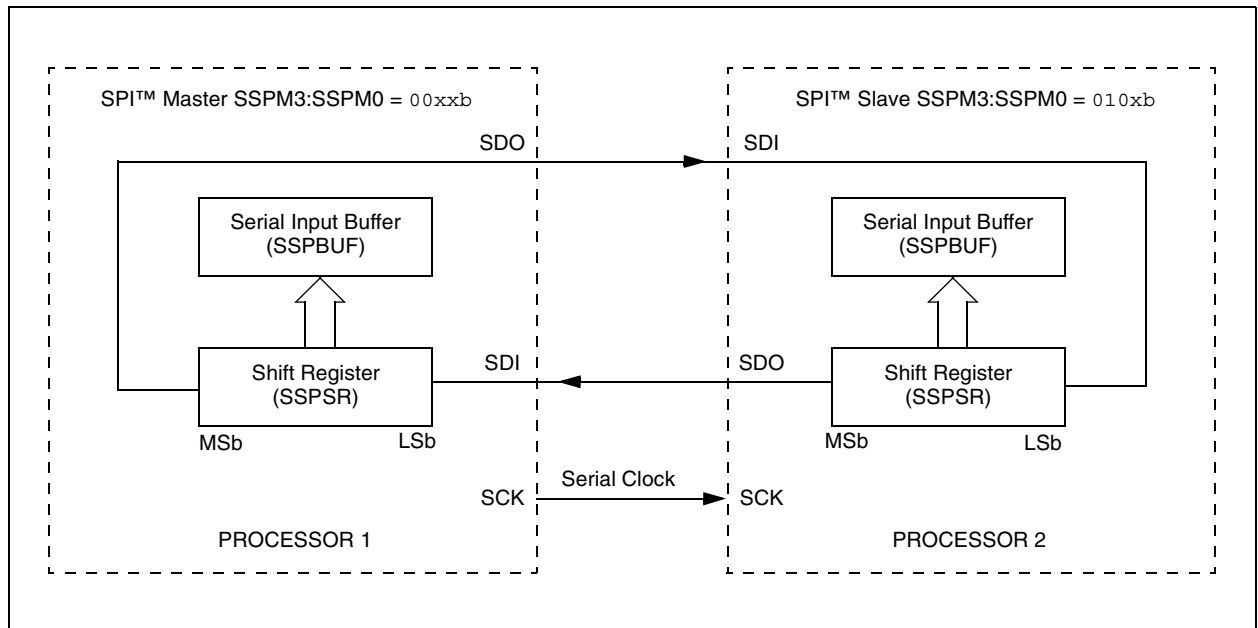 SPI™ Master SSPM3:SSPM0 = 00xxb
SPI™ Slave SSPM3:SSPM0 = 010xb
SDO
SDI
Serial Input Buffer
(SSPBUF)
Serial Input Buffer
(SSPBUF)
SDI
SDO
Shift Register
(SSPSR)
Shift Register
(SSPSR)
MSb
LSb
MSb
LSb
Serial Clock
SCK
SCK
PROCESSOR 1
PROCESSOR 2